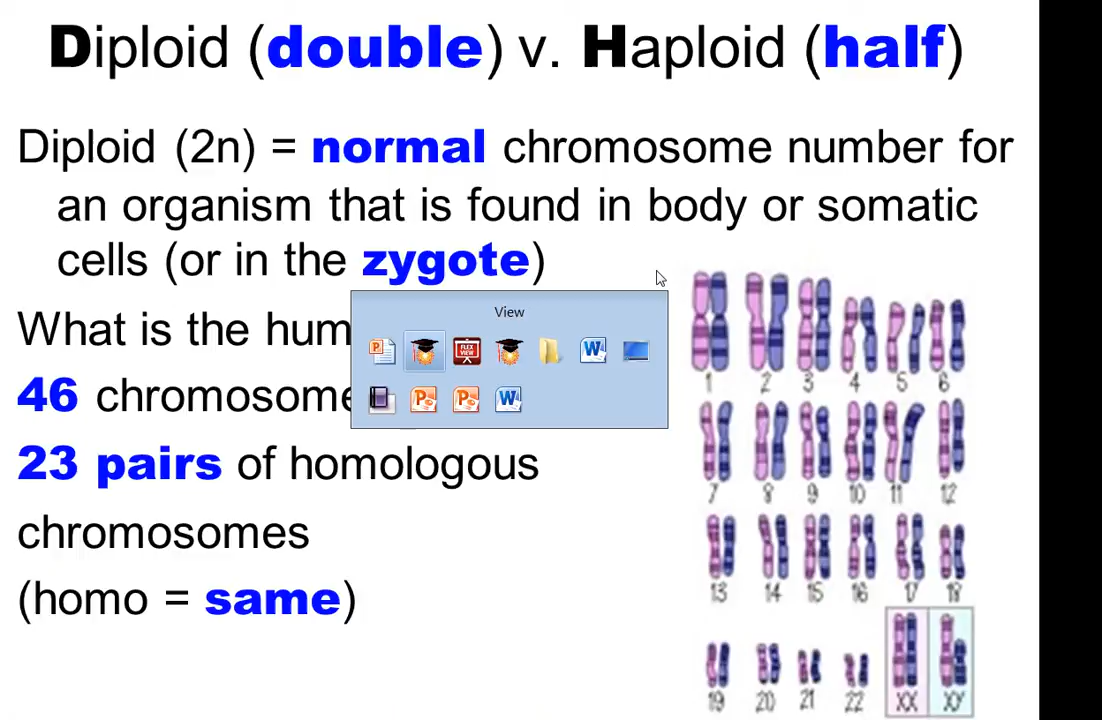 Diploid (double) v. Haploid (half)
Diploid (2n) = normal chromosome number for
an organism that is found in body or somatic
cells (or in the zygote)
View
What is the hum
FLEX VIEW
46 chromosome
23 pairs of homologous
chromosomes
(homo = same)
1 2 3 4 5 6
7 8 9 10 11 12
13 14 15 16 17 18
19 20 21 22 XX XY